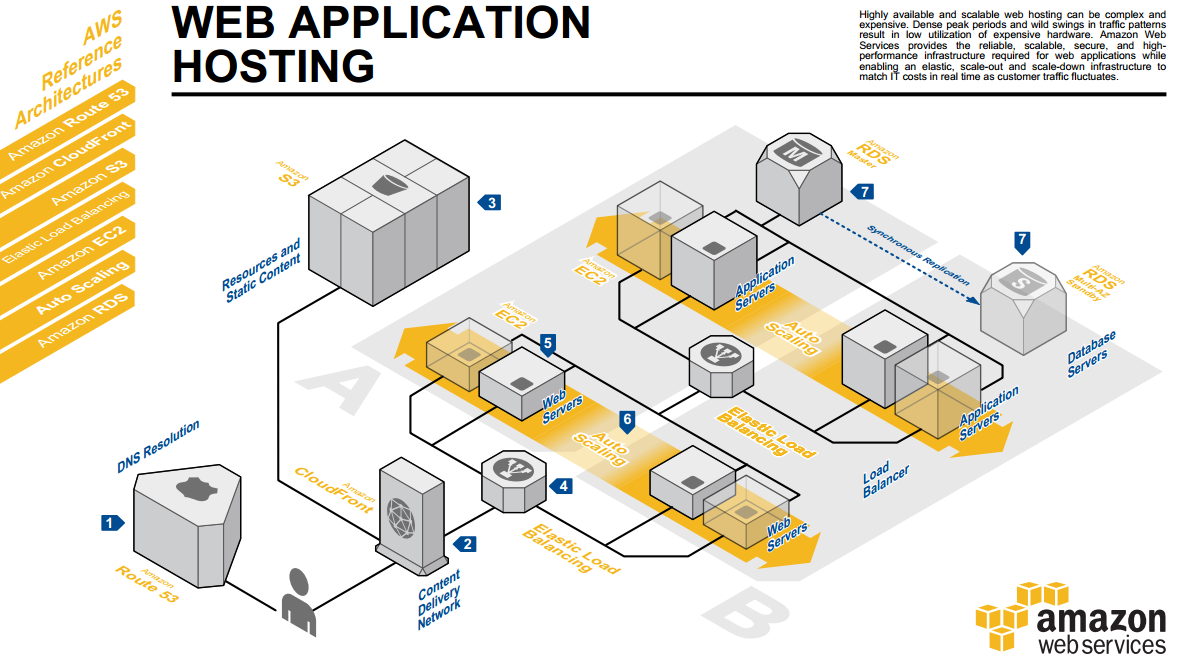 AWS
Reference
Architectures
Amazon Route 53
Amazon CloudFront
Amazon S3
Elastic Load Balancing
Amazon EC2
Auto Scaling
Amazon RDS
WEB APPLICATION
HOSTING
Highly available and scalable web hosting can be complex and
expensive. Dense peak periods and wild swings in traffic patterns
result in low utilization of expensive hardware. Amazon Web
Services provides the reliable, scalable, secure, and high-
performance infrastructure required for web applications while
enabling an elastic, scale-out and scale-down infrastructure to
match IT costs in real time as customer traffic fluctuates.
Amazon
S3
3
Resources and
Static Content
M
Amazon
RDS
Master
7
Synchronous Replication
7
S
Amazon
RDS
Multi-AZ
Standby
Database
Servers
Amazon
EC2
Application
Servers
Auto
Scaling
Application
Servers
Elastic Load
Balancing
Load
Balancer
Amazon
EC2
5
Web
Servers
6
Auto
Scaling
Web
Servers
A
B
4
Elastic Load
Balancing
DNS Resolution
1
Amazon
Route 53
Amazon
CloudFront
2
Content
Delivery
Network
amazon
web services